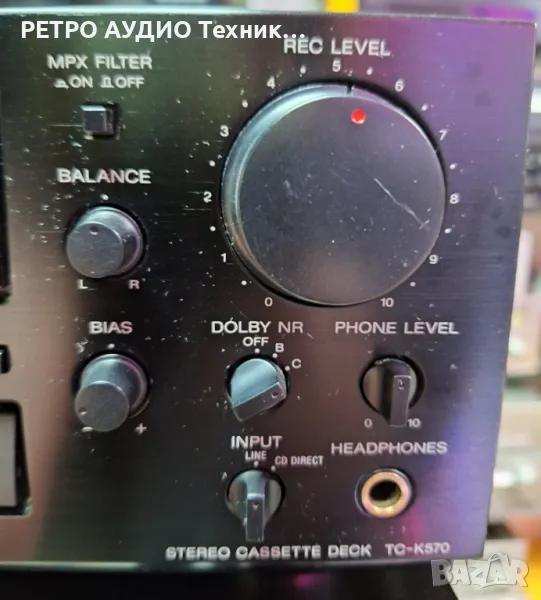 РЕТРО АУДИО Техник...
REC LEVEL
MPX FILTER
ON OFF
0 1 2 3 4 5 6 7 8 9 10
BALANCE
L R
BIAS
- +
DOLBY NR
OFF B C
PHONE LEVEL
0 10
INPUT
LINE CD DIRECT
HEADPHONES
STEREO CASSETTE DECK TC-K570
BAZAR